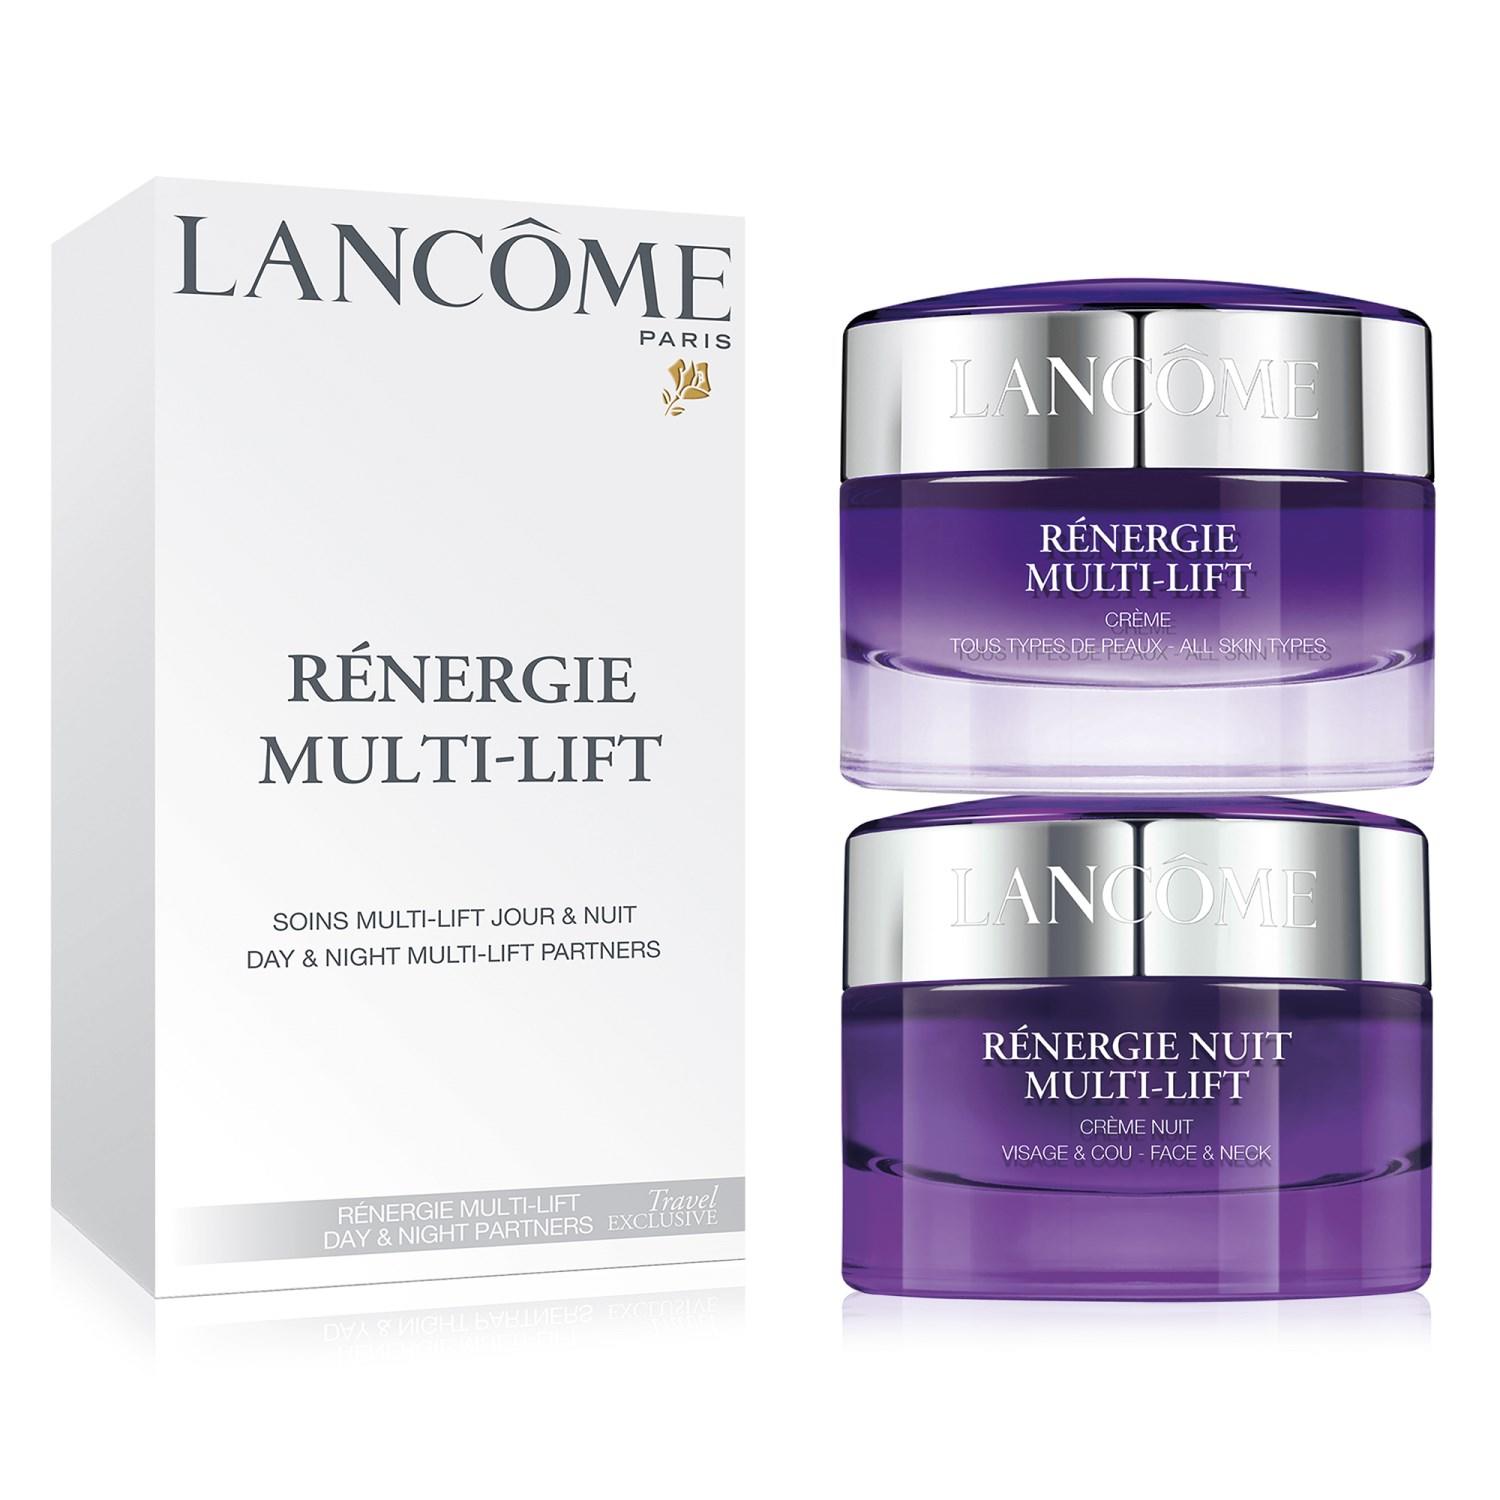 LANCÔME
PARIS
RÉNERGIE
MULTI-LIFT
SOINS MULTI-LIFT JOUR & NUIT
DAY & NIGHT MULTI-LIFT PARTNERS
RÉNERGIE MULTI-LIFT
DAY & NIGHT PARTNERS
Travel
EXCLUSIVE
LANCÔME
RÉNERGIE
MULTI-LIFT
CRÈME
TOUS TYPES DE PEAUX - ALL SKIN TYPES
LANCÔME
RÉNERGIE NUIT
MULTI-LIFT
CRÈME NUIT
VISAGE & COU - FACE & NECK